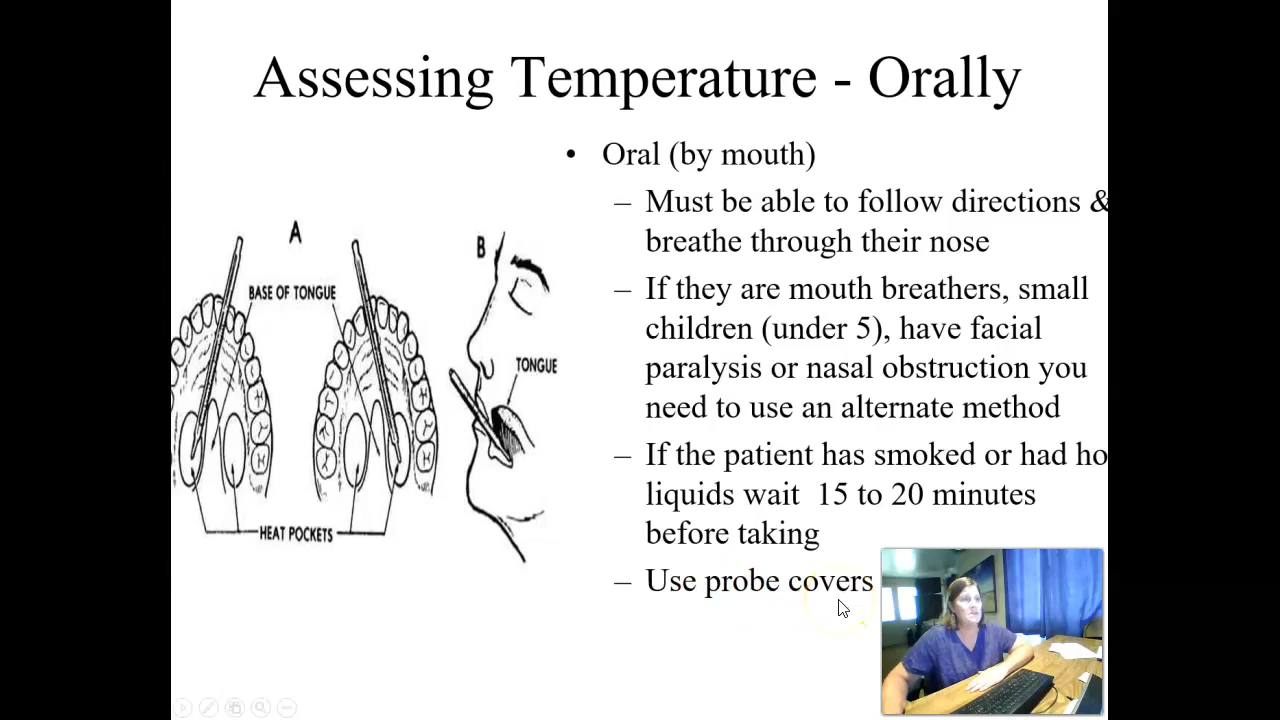 Assessing Temperature - Orally
• Oral (by mouth)
– Must be able to follow directions &
breathe through their nose
– If they are mouth breathers, small
children (under 5), have facial
paralysis or nasal obstruction you
need to use an alternate method
– If the patient has smoked or had ho
liquids wait 15 to 20 minutes
before taking
– Use probe covers
A
B
BASE OF TONGUE
TONGUE
HEAT POCKETS